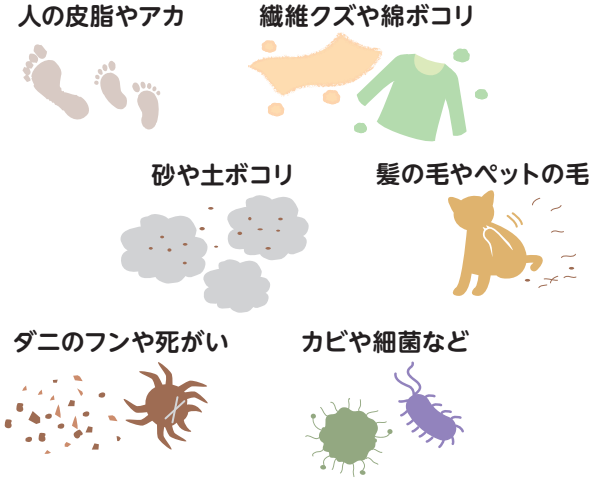 人の皮脂やアカ
繊維クズや綿ボコリ
砂や土ボコリ
髪の毛やペットの毛
ダニのフンや死がい
カビや細菌など